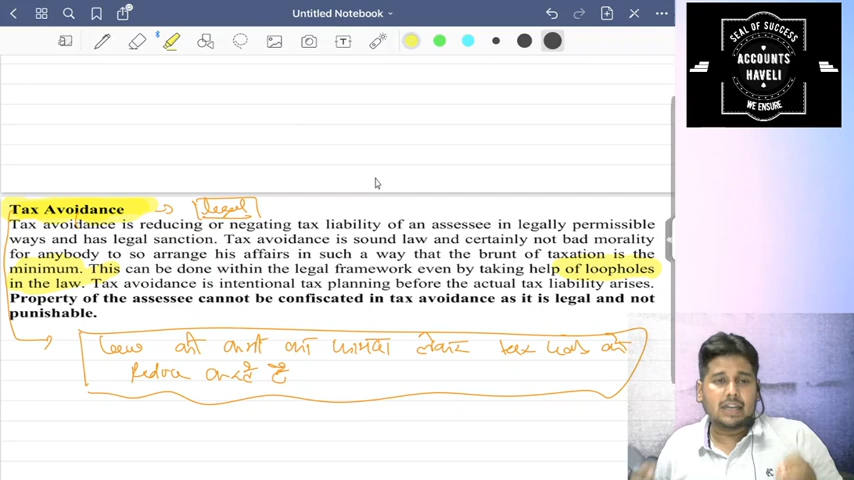 Untitled Notebook
SEAL OF SUCCESS
ACCOUNTS
HAVELI
WE ENSURE
Tax Avoidance → legal
Tax avoidance is reducing or negating tax liability of an assessee in legally permissible
ways and has legal sanction. Tax avoidance is sound law and certainly not bad morality
for anybody to so arrange his affairs in such a way that the brunt of taxation is the
minimum. This can be done within the legal framework even by taking help of loopholes
in the law. Tax avoidance is intentional tax planning before the actual tax liability arises.
Property of the assessee cannot be confiscated in tax avoidance as it is legal and not
punishable.
की कमी का फायदा लेकर tax को
Reduce करते है